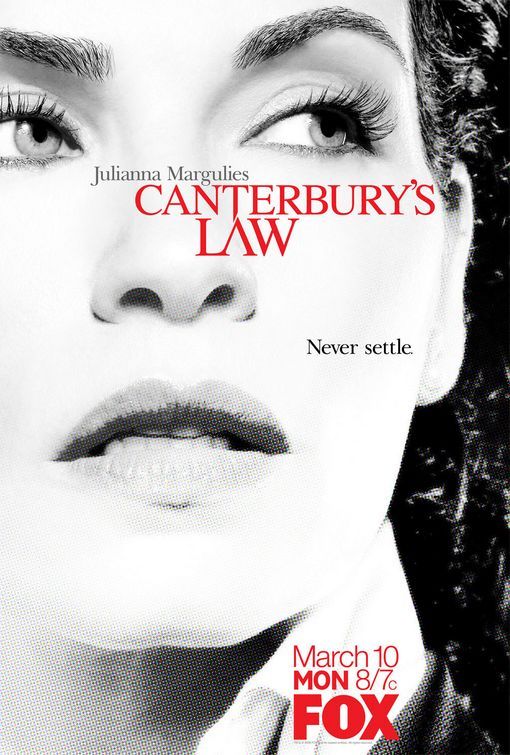 Julianna Margulies
CANTERBURY'S
LAW
Never settle.
March 10
MON 8/7c
FOX